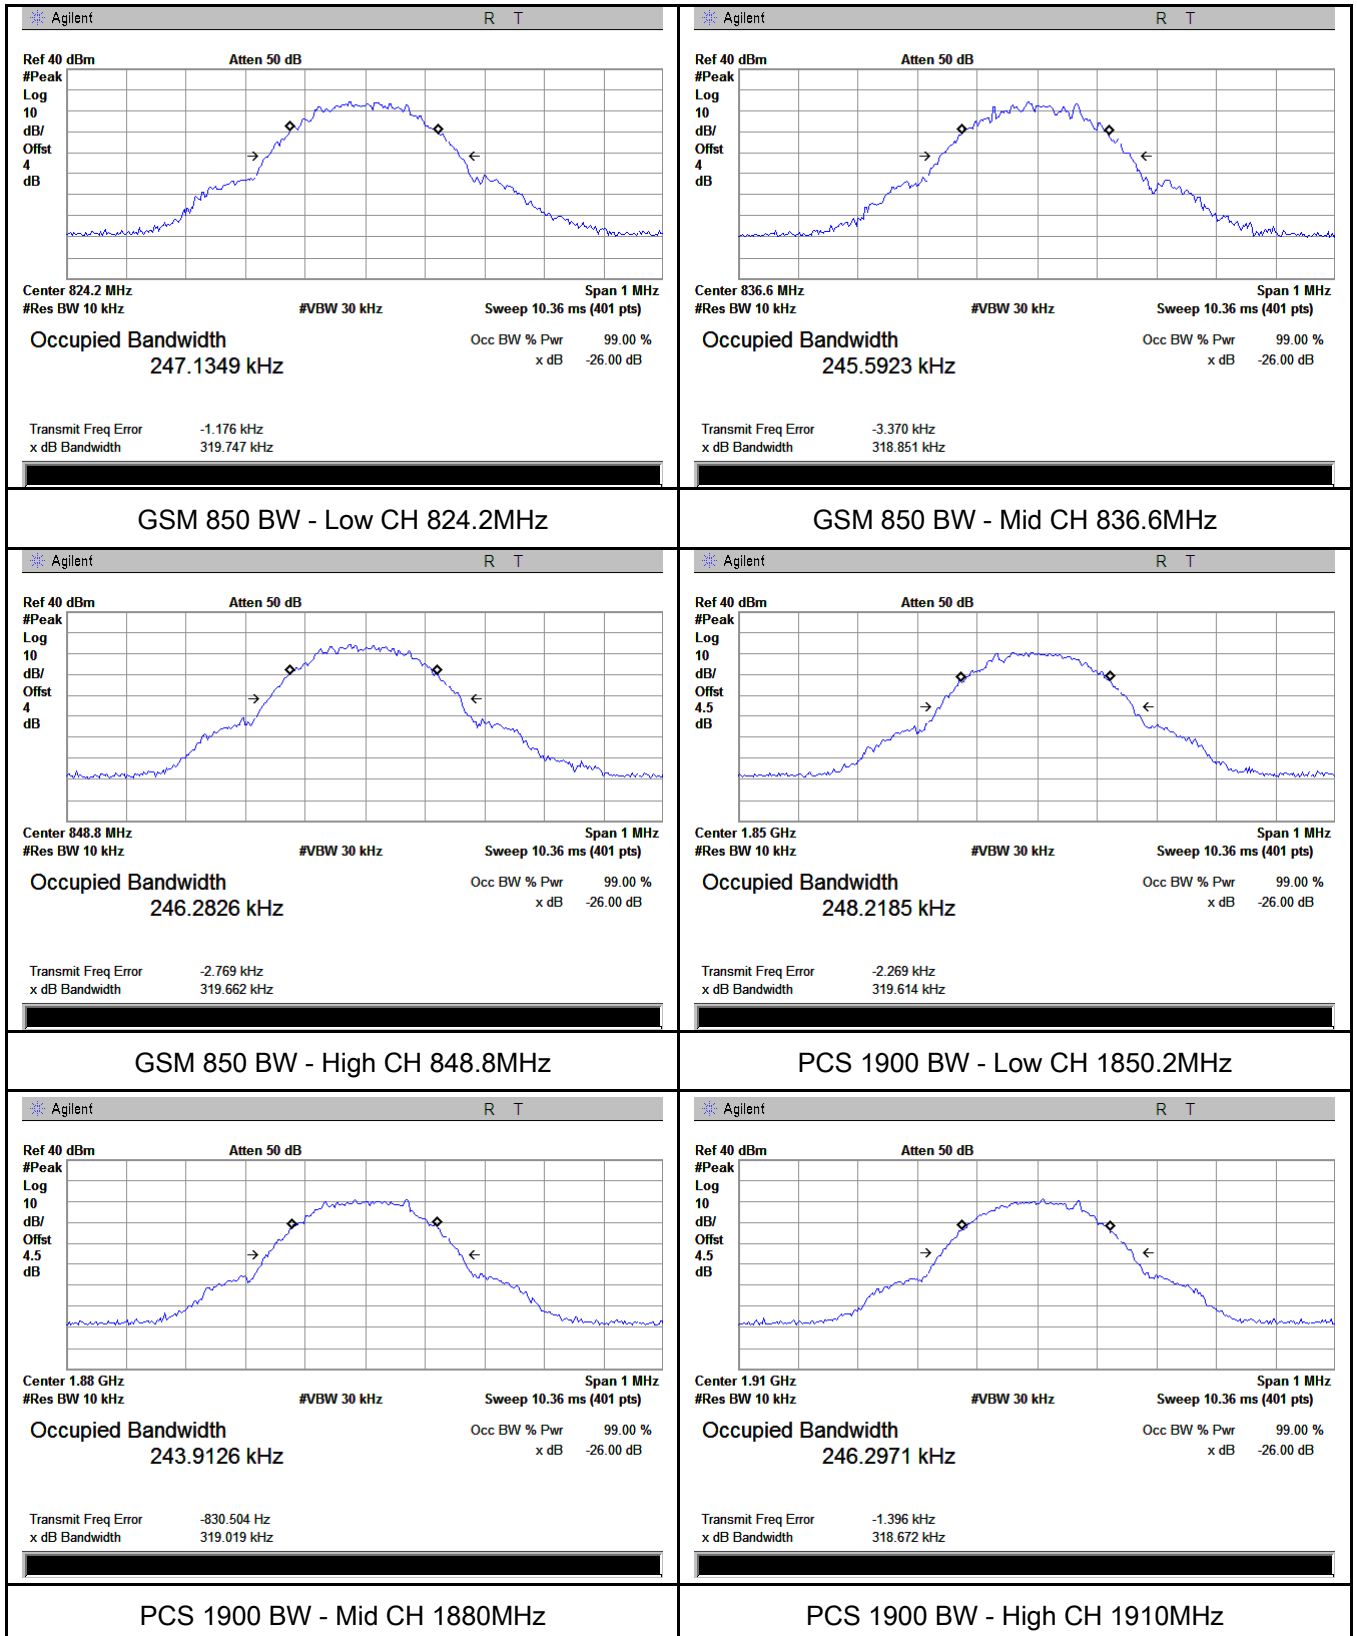 Agilent R T
Ref 40 dBm Atten 50 dB
#Peak
Log
10
dB/
Offst
4
dB
Center 824.2 MHz Span 1 MHz
#Res BW 10 kHz #VBW 30 kHz Sweep 10.36 ms (401 pts)
Occupied Bandwidth Occ BW % Pwr 99.00 %
247.1349 kHz x dB -26.00 dB
Transmit Freq Error -1.176 kHz
x dB Bandwidth 319.747 kHz
GSM 850 BW - Low CH 824.2MHz
Agilent R T
Ref 40 dBm Atten 50 dB
#Peak
Log
10
dB/
Offst
4
dB
Center 836.6 MHz Span 1 MHz
#Res BW 10 kHz #VBW 30 kHz Sweep 10.36 ms (401 pts)
Occupied Bandwidth Occ BW % Pwr 99.00 %
245.5923 kHz x dB -26.00 dB
Transmit Freq Error -3.370 kHz
x dB Bandwidth 318.851 kHz
GSM 850 BW - Mid CH 836.6MHz
Agilent R T
Ref 40 dBm Atten 50 dB
#Peak
Log
10
dB/
Offst
4
dB
Center 848.8 MHz Span 1 MHz
#Res BW 10 kHz #VBW 30 kHz Sweep 10.36 ms (401 pts)
Occupied Bandwidth Occ BW % Pwr 99.00 %
246.2826 kHz x dB -26.00 dB
Transmit Freq Error -2.769 kHz
x dB Bandwidth 319.662 kHz
GSM 850 BW - High CH 848.8MHz
Agilent R T
Ref 40 dBm Atten 50 dB
#Peak
Log
10
dB/
Offst
4.5
dB
Center 1.85 GHz Span 1 MHz
#Res BW 10 kHz #VBW 30 kHz Sweep 10.36 ms (401 pts)
Occupied Bandwidth Occ BW % Pwr 99.00 %
248.2185 kHz x dB -26.00 dB
Transmit Freq Error -2.269 kHz
x dB Bandwidth 319.614 kHz
PCS 1900 BW - Low CH 1850.2MHz
Agilent R T
Ref 40 dBm Atten 50 dB
#Peak
Log
10
dB/
Offst
4.5
dB
Center 1.88 GHz Span 1 MHz
#Res BW 10 kHz #VBW 30 kHz Sweep 10.36 ms (401 pts)
Occupied Bandwidth Occ BW % Pwr 99.00 %
243.9126 kHz x dB -26.00 dB
Transmit Freq Error -830.504 Hz
x dB Bandwidth 319.019 kHz
PCS 1900 BW - Mid CH 1880MHz
Agilent R T
Ref 40 dBm Atten 50 dB
#Peak
Log
10
dB/
Offst
4.5
dB
Center 1.91 GHz Span 1 MHz
#Res BW 10 kHz #VBW 30 kHz Sweep 10.36 ms (401 pts)
Occupied Bandwidth Occ BW % Pwr 99.00 %
246.2971 kHz x dB -26.00 dB
Transmit Freq Error -1.396 kHz
x dB Bandwidth 318.672 kHz
PCS 1900 BW - High CH 1910MHz